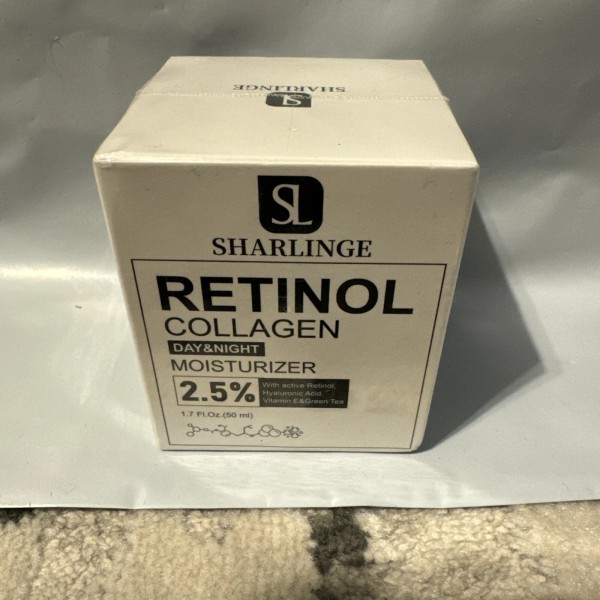 SHARLINGE
SL
SL
SHARLINGE
RETINOL
COLLAGEN
DAY&NIGHT
MOISTURIZER
2.5%
With active Retinol,
Hyaluronic Acid,
Vitamin E&Green Tea
1.7 Fl.Oz.(50 ml)